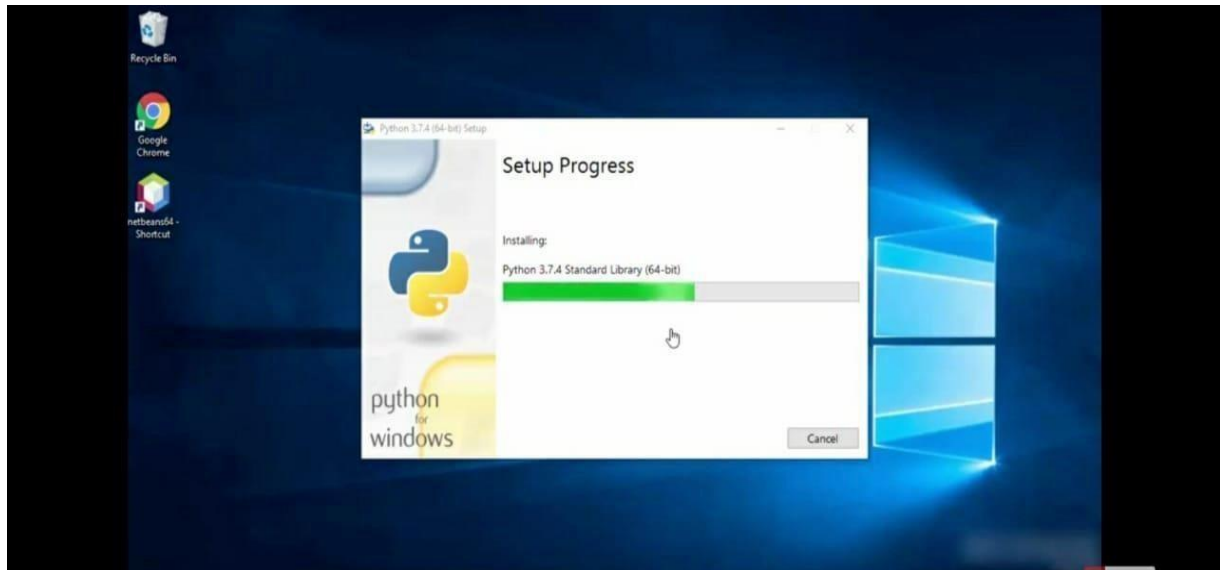 Recycle Bin
Google
Chrome
netbeans64 -
Shortcut
Python 3.7.4 (64-bit) Setup
Setup Progress
Installing:
Python 3.7.4 Standard Library (64-bit)
python
for
windows
Cancel